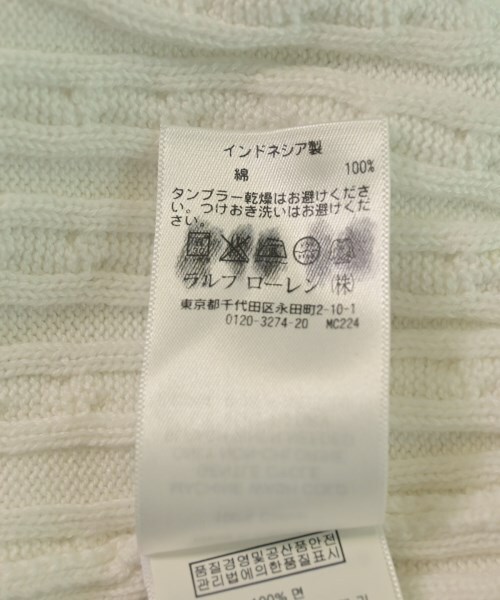 インドネシア製
綿 100%
タンブラー乾燥はお避けくださ
い。つけおき洗いはお避けくだ
さい。
ラルフ ローレン (株)
東京都千代田区永田町2-10-1
0120-3274-20 MC224
품질경영및공산품안전
관리법에의한품질표시
100% 면